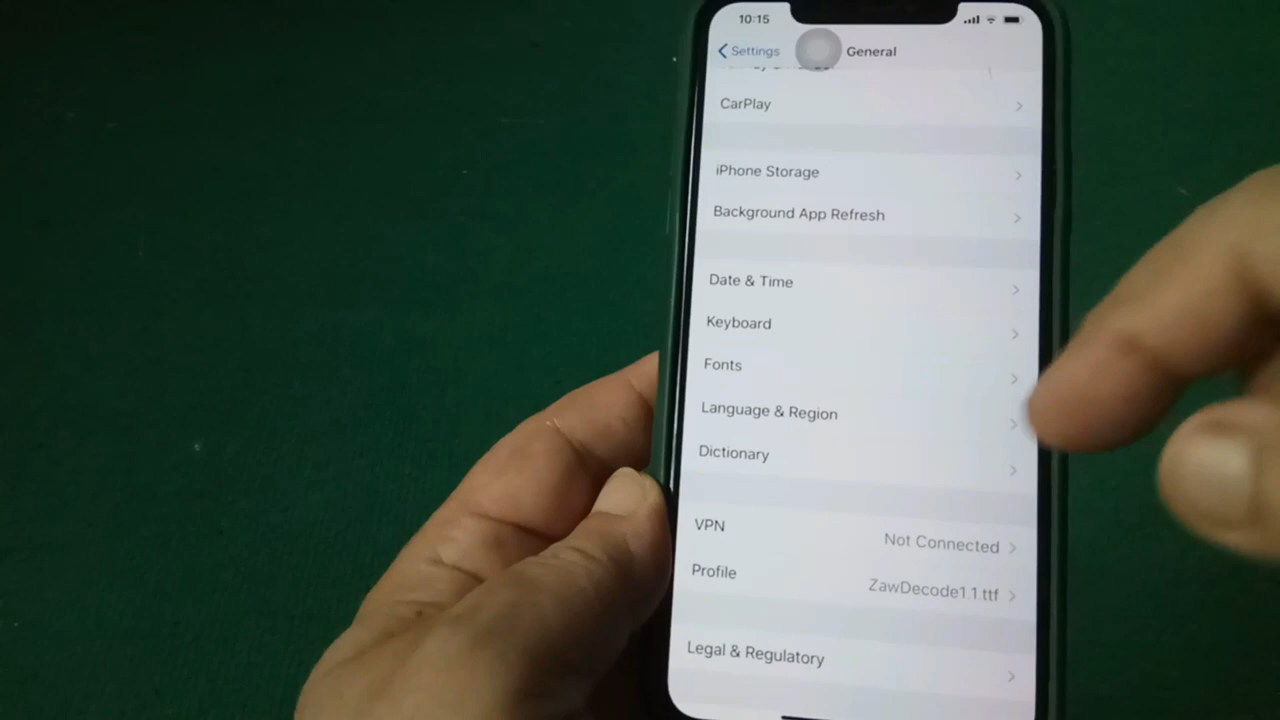 10:15
Settings
General
CarPlay
iPhone Storage
Background App Refresh
Date & Time
Keyboard
Fonts
Language & Region
Dictionary
VPN Not Connected
Profile ZawDecode1.1.ttf
Legal & Regulatory